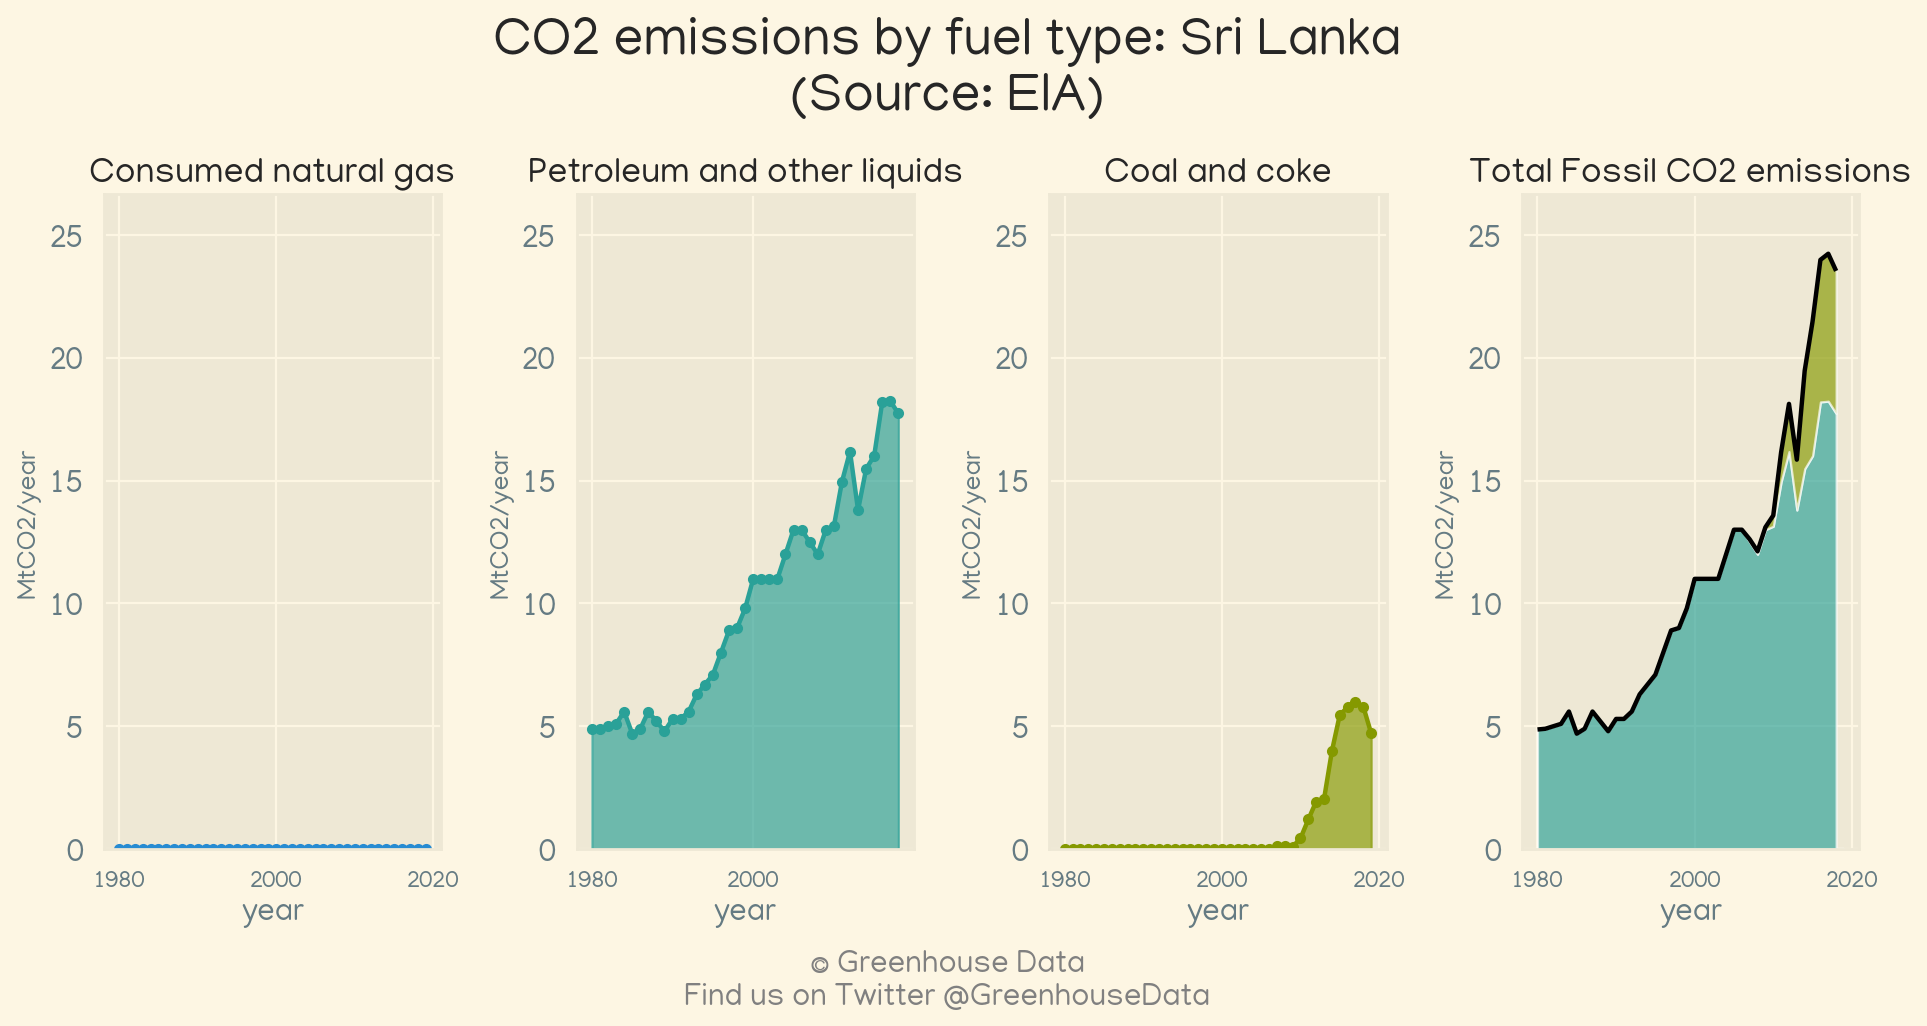 CO2 emissions by fuel type: Sri Lanka
(Source: EIA)
Consumed natural gas
25
20
15
10
5
0
MtCO2/year
1980 2000 2020
year
Petroleum and other liquids
25
20
15
10
5
0
MtCO2/year
1980 2000
year
Coal and coke
25
20
15
10
5
0
MtCO2/year
1980 2000 2020
year
Total Fossil CO2 emissions
25
20
15
10
5
0
MtCO2/year
1980 2000 2020
year
© Greenhouse Data
Find us on Twitter @GreenhouseData